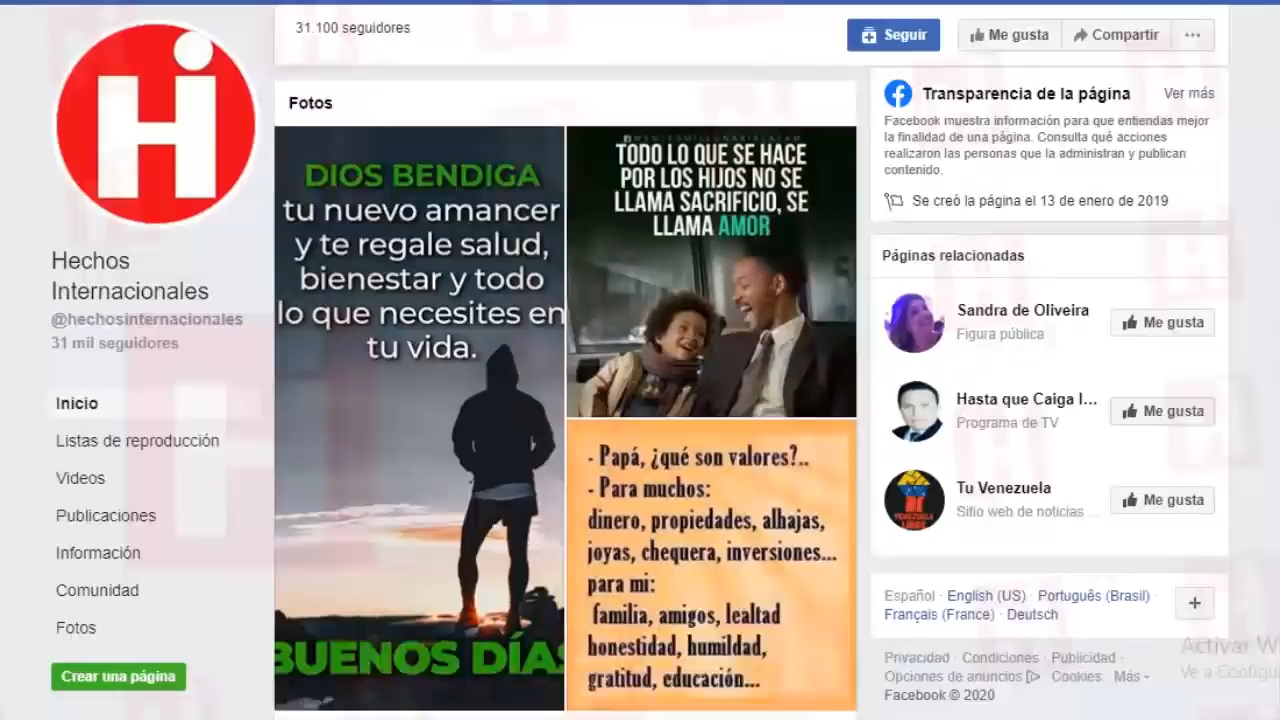 Hi
Hechos
Internacionales
@hechosinternacionales
31 mil seguidores
Inicio
Listas de reproducción
Videos
Publicaciones
Información
Comunidad
Fotos
Crear una página
31.100 seguidores
Seguir
Me gusta
Compartir
Fotos
DIOS BENDIGA
tu nuevo amancer
y te regale salud,
bienestar y todo
lo que necesites en
tu vida.
BUENOS DÍAS
TODO LO QUE SE HACE
POR LOS HIJOS NO SE
LLAMA SACRIFICIO, SE
LLAMA AMOR
- Papá, ¿qué son valores?..
- Para muchos:
dinero, propiedades, alhajas,
joyas, chequera, inversiones...
para mi:
familia, amigos, lealtad
honestidad, humildad,
gratitud, educación...
Transparencia de la página
Ver más
Facebook muestra información para que entiendas mejor
la finalidad de una página. Consulta qué acciones
realizaron las personas que la administran y publican
contenido.
Se creó la página el 13 de enero de 2019
Páginas relacionadas
Sandra de Oliveira
Figura pública
Me gusta
Hasta que Caiga l...
Programa de TV
Me gusta
Tu Venezuela
Sitio web de noticias ...
Me gusta
Español · English (US) · Português (Brasil) ·
Français (France) · Deutsch
Privacidad · Condiciones · Publicidad ·
Opciones de anuncios · Cookies · Más
Facebook © 2020
Activar W
Ve a Configu